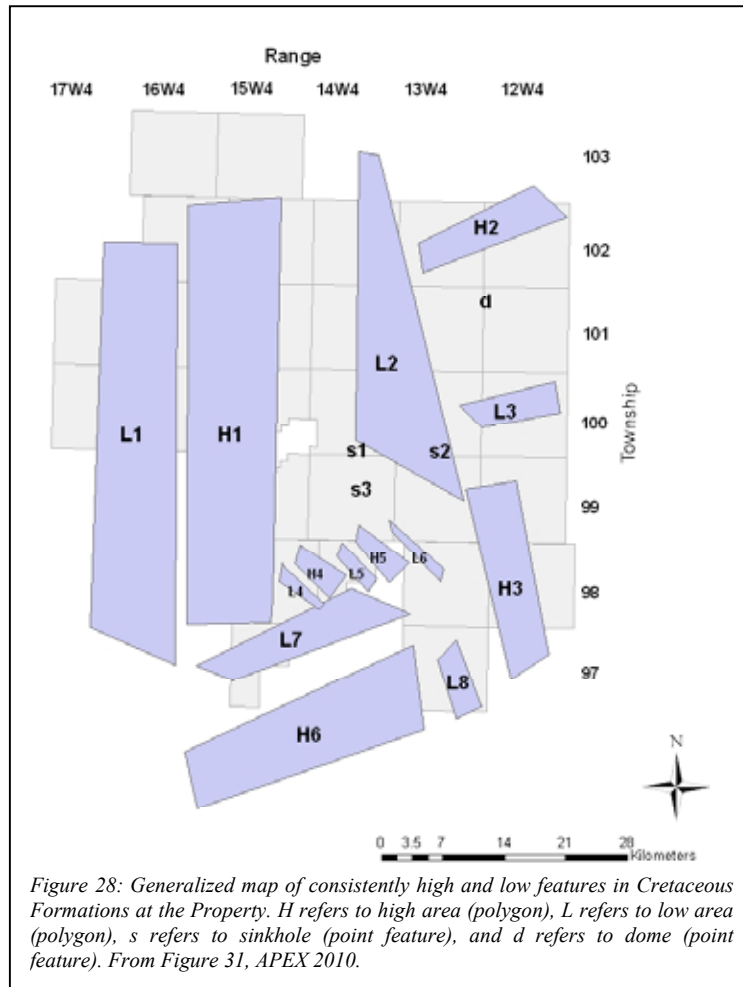 Range
17W4 16W4 15W4 14W4 13W4 12W4
103
H2
102
d
101
L2
L3
100
L1
H1
s1
s2
Township
s3
99
H5
L6
H4
L5
L4
H3
98
L7
97
L8
H6
N
0 3.5 7 14 21 28
Kilometers
Figure 28: Generalized map of consistently high and low features in Cretaceous
Formations at the Property. H refers to high area (polygon), L refers to low area
(polygon), s refers to sinkhole (point feature), and d refers to dome (point
feature). From Figure 31, APEX 2010.